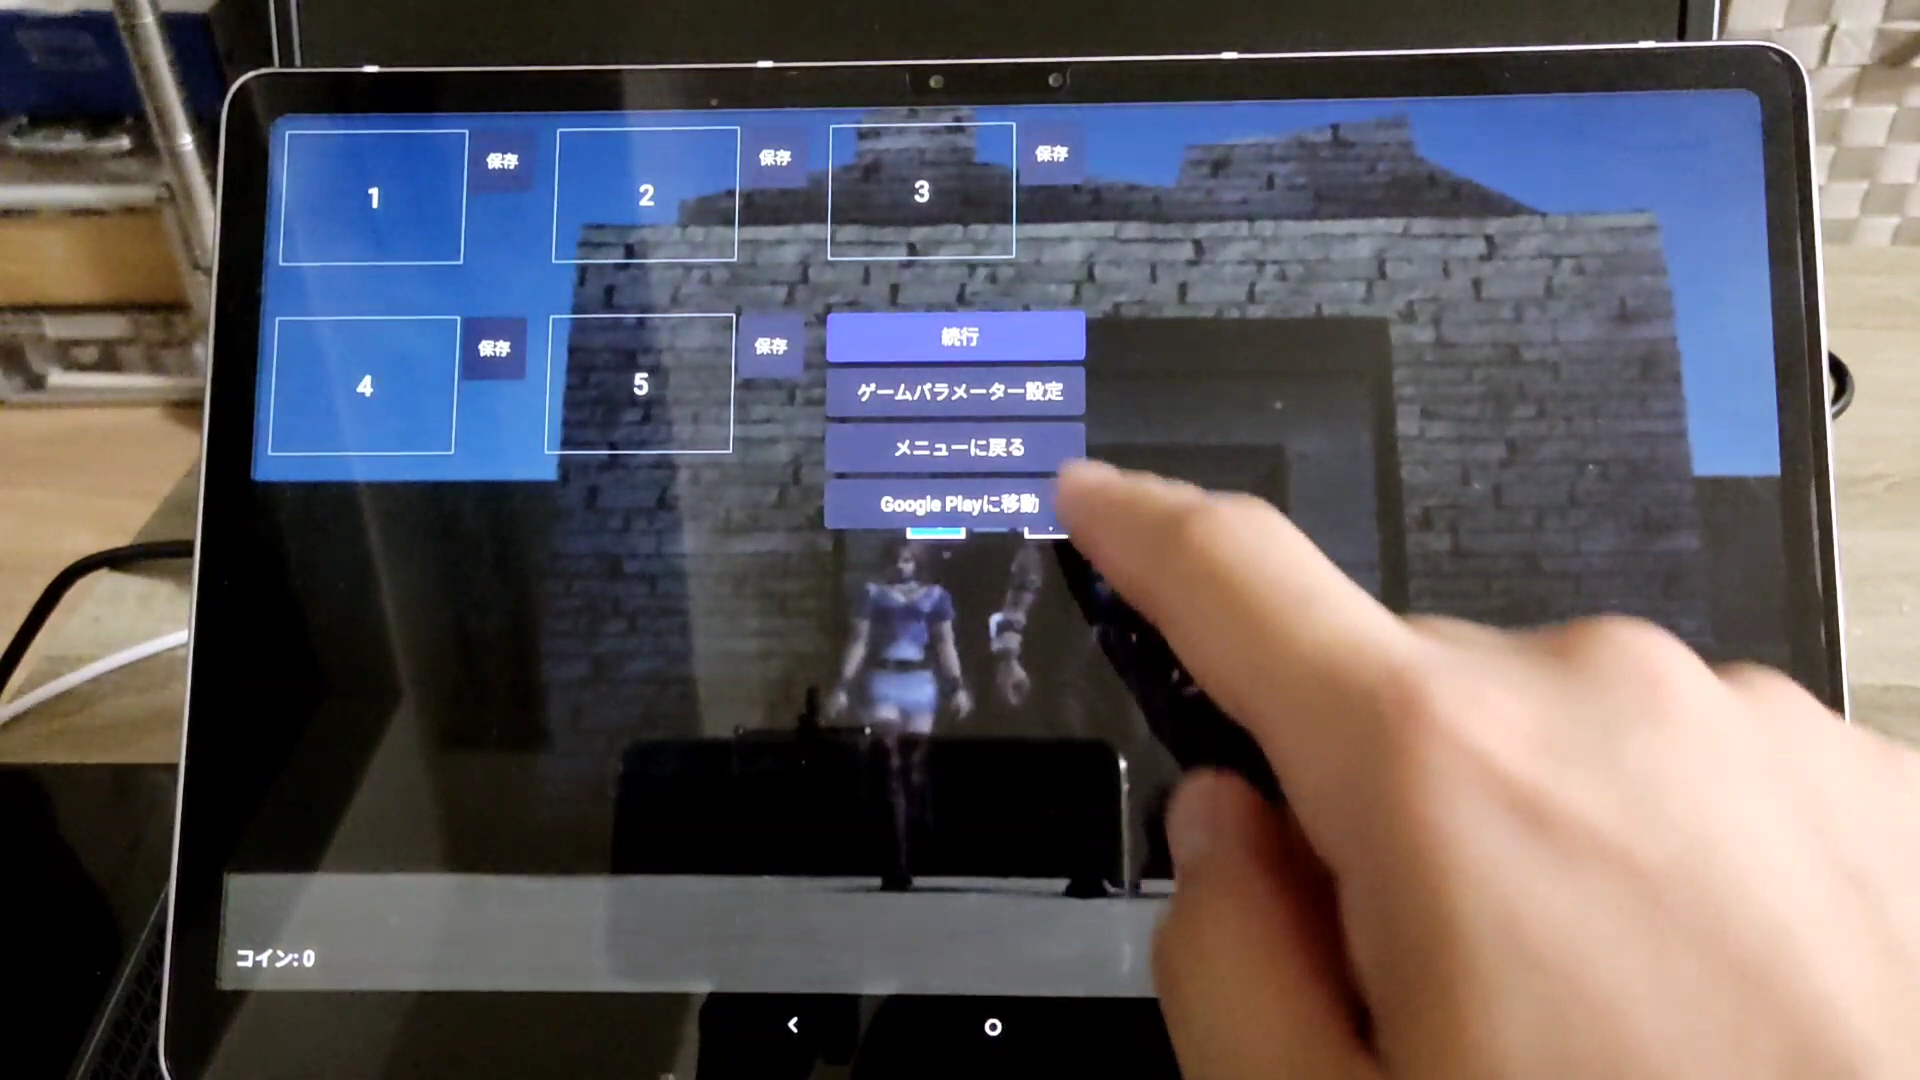 1
保存
2
保存
3
保存
4
保存
5
保存
続行
ゲームパラメーター設定
メニューに戻る
Google Playに移動
コイン: 0